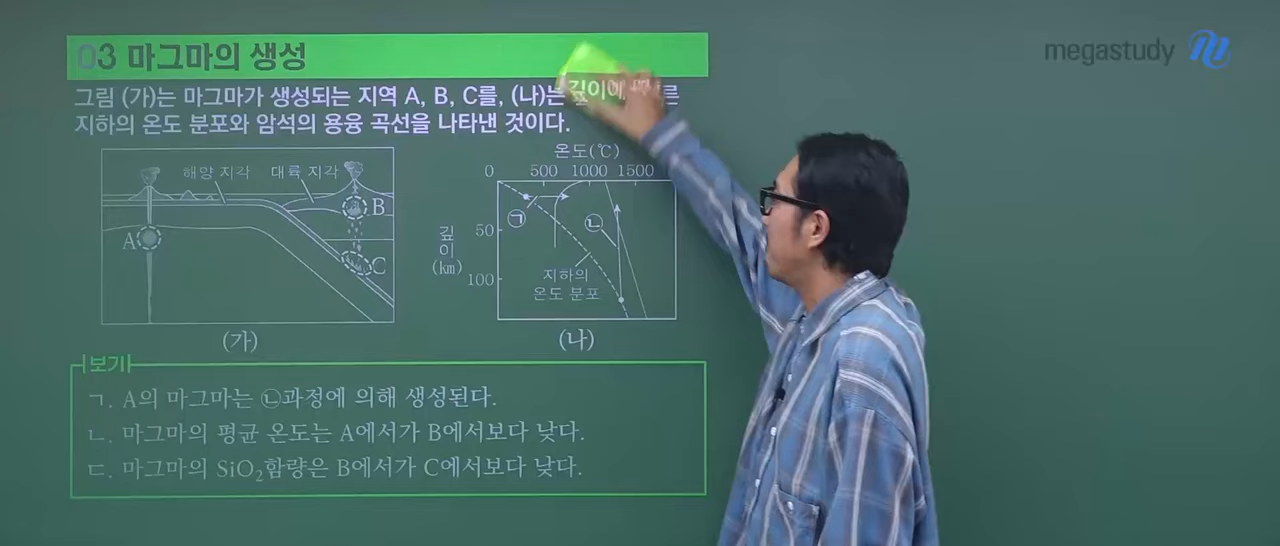 03 마그마의 생성
megastudy
그림 (가)는 마그마가 생성되는 지역 A, B, C를, (나)는 깊이에 른
지하의 온도 분포와 암석의 용융 곡선을 나타낸 것이다.
해양 지각 대륙 지각
A
B
C
(가)
온도(℃)
0 500 1000 1500
50
100
깊이
(km)
㉠
㉡
지하의
온도 분포
(나)
보기
ㄱ. A의 마그마는 ㉡과정에 의해 생성된다.
ㄴ. 마그마의 평균 온도는 A에서가 B에서보다 낮다.
ㄷ. 마그마의 SiO₂함량은 B에서가 C에서보다 낮다.